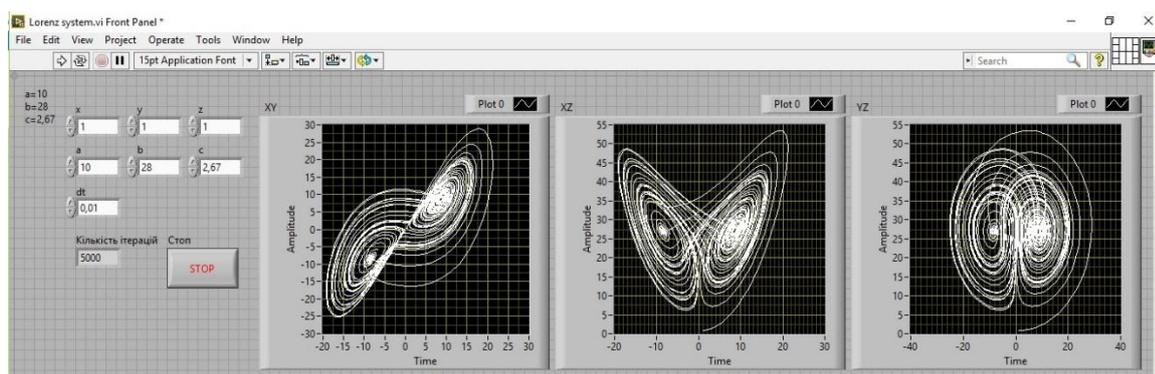 Lorenz system.vi Front Panel *
File Edit View Project Operate Tools Window Help
15pt Application Font
Search
a=10
b=28
c=2,67
x y z
1 1 1
a b c
10 28 2,67
dt
0,01
Кількість ітерацій Стоп
5000
STOP
XY Plot 0
Amplitude
30
25
20
15
10
5
0
-5
-10
-15
-20
-25
-30
-20 -15 -10 -5 0 5 10 15 20 25 30
Time
XZ Plot 0
Amplitude
55
50
45
40
35
30
25
20
15
10
5
0
-20 -10 0 10 20 30
Time
YZ Plot 0
Amplitude
55
50
45
40
35
30
25
20
15
10
5
0
-40 -20 0 20 40
Time